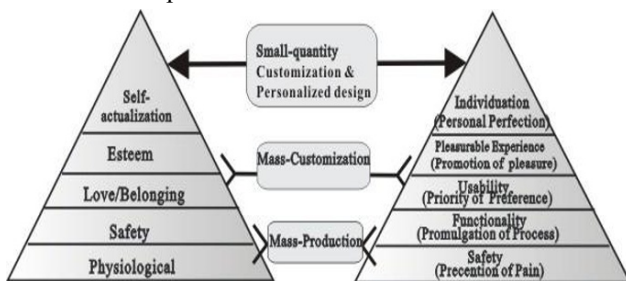 Small-quantity
Customization &
Personalized design
Self-
actualization
Esteem
Love/Belonging
Safety
Physiological
Mass-Customization
Mass-Production
Individuation
(Personal Perfection)
Pleasurable Experience
(Promotion of pleasure)
Usability
(Priority of Preference)
Functionality
(Promulgation of Process)
Safety
(Precention of Pain)